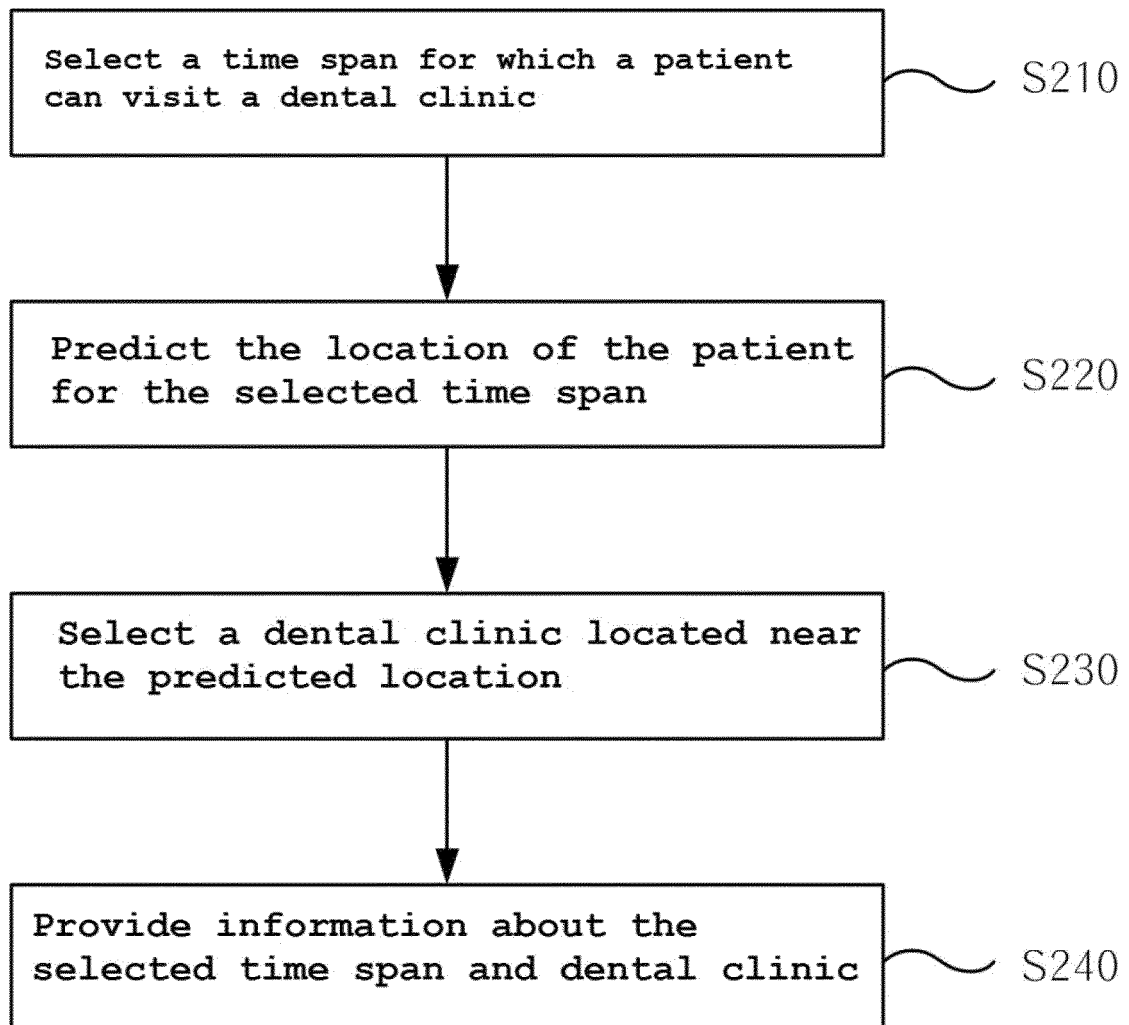 Select a time span for which a patient
can visit a dental clinic
S210
Predict the location of the patient
for the selected time span
S220
Select a dental clinic located near
the predicted location
S230
Provide information about the
selected time span and dental clinic
S240